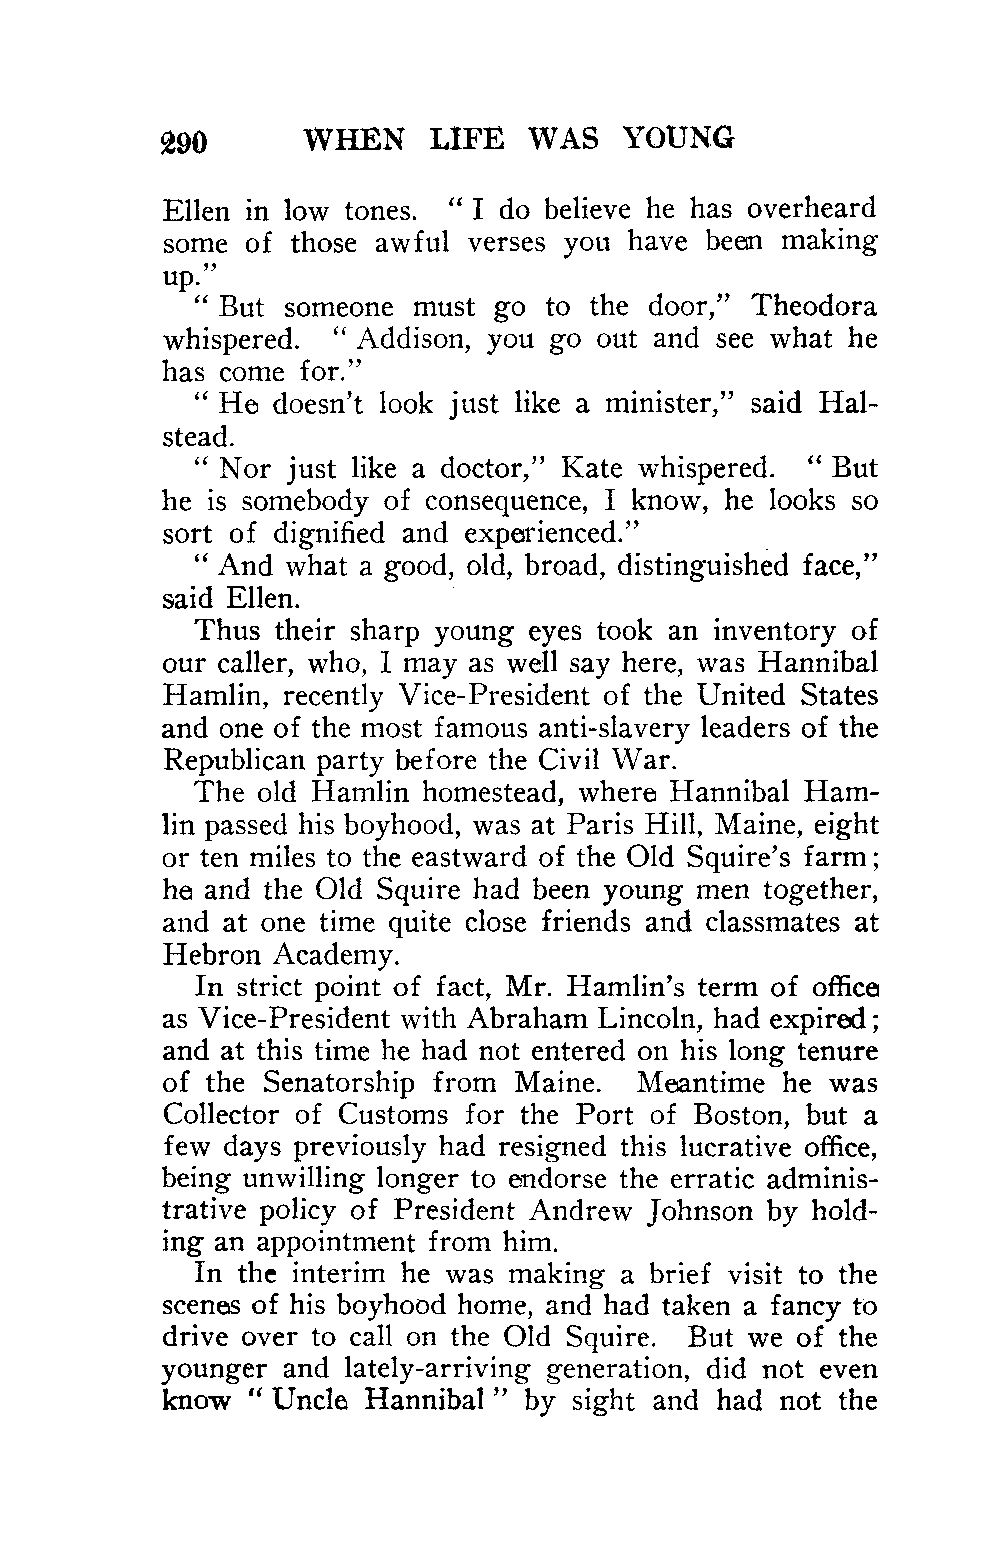 290 WHEN LIFE WAS YOUNG
Ellen in low tones. “ I do believe he has overheard
some of those awful verses you have been making
up.”
“ But someone must go to the door,” Theodora
whispered. “ Addison, you go out and see what he
has come for.”
“ He doesn’t look just like a minister,” said Hal-
stead.
“ Nor just like a doctor,” Kate whispered. “ But
he is somebody of consequence, I know, he looks so
sort of dignified and experienced.”
“ And what a good, old, broad, distinguished face,”
said Ellen.
Thus their sharp young eyes took an inventory of
our caller, who, I may as well say here, was Hannibal
Hamlin, recently Vice-President of the United States
and one of the most famous anti-slavery leaders of the
Republican party before the Civil War.
The old Hamlin homestead, where Hannibal Ham-
lin passed his boyhood, was at Paris Hill, Maine, eight
or ten miles to the eastward of the Old Squire’s farm;
he and the Old Squire had been young men together,
and at one time quite close friends and classmates at
Hebron Academy.
In strict point of fact, Mr. Hamlin’s term of office
as Vice-President with Abraham Lincoln, had expired;
and at this time he had not entered on his long tenure
of the Senatorship from Maine. Meantime he was
Collector of Customs for the Port of Boston, but a
few days previously had resigned this lucrative office,
being unwilling longer to endorse the erratic adminis-
trative policy of President Andrew Johnson by hold-
ing an appointment from him.
In the interim he was making a brief visit to the
scenes of his boyhood home, and had taken a fancy to
drive over to call on the Old Squire. But we of the
younger and lately-arriving generation, did not even
know “ Uncle Hannibal ” by sight and had not the